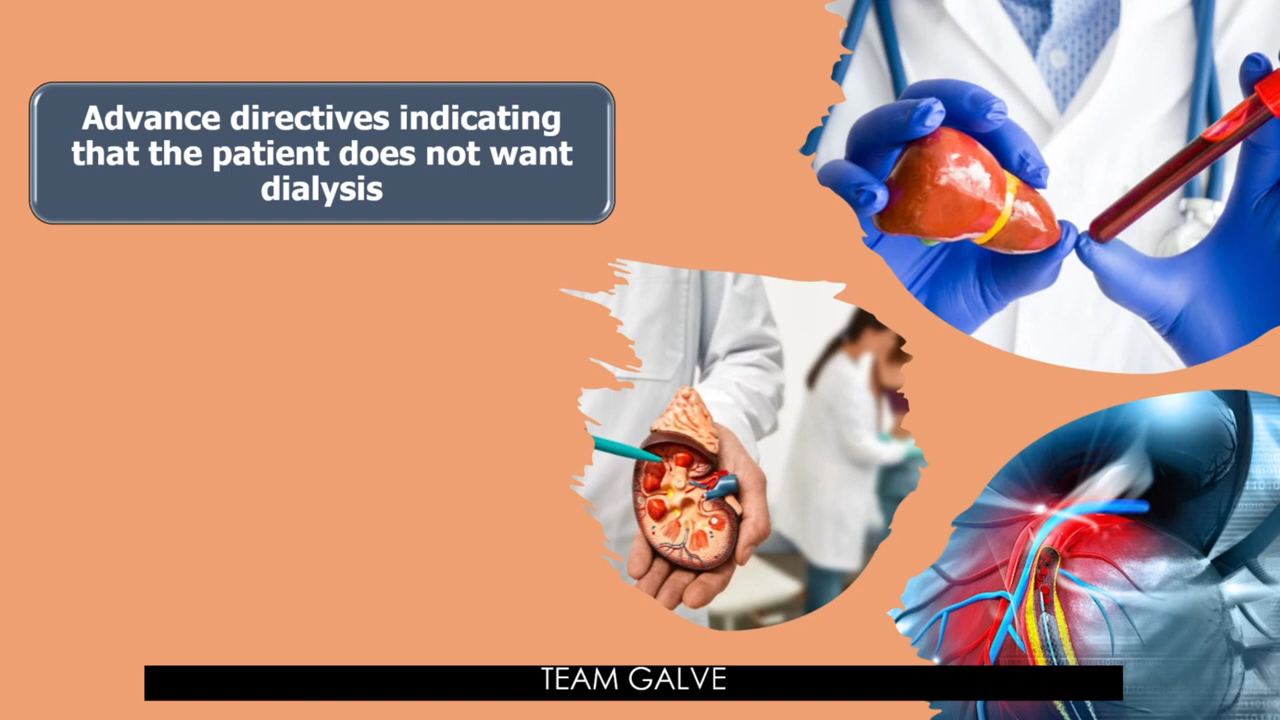 Advance directives indicating
that the patient does not want
dialysis
TEAM GALVE